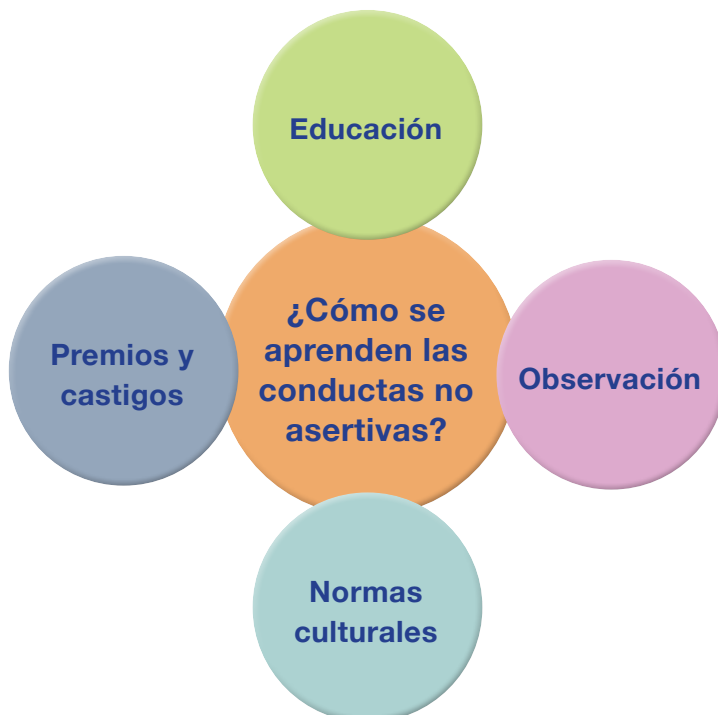 Educación
¿Cómo se
aprenden las
conductas no
asertivas?
Premios y
castigos
Observación
Normas
culturales